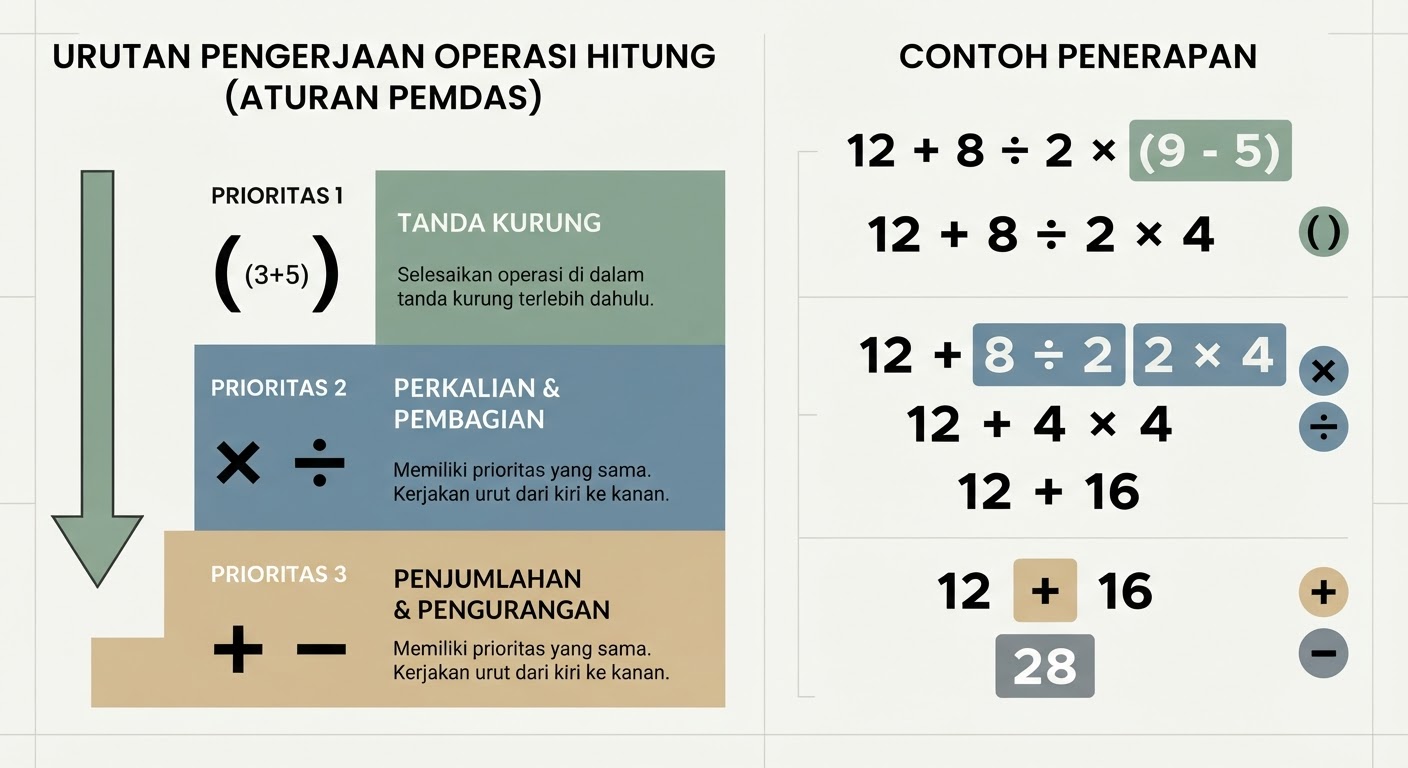 URUTAN PENGERJAAN OPERASI HITUNG
(ATURAN PEMDAS)
PRIORITAS 1
((3+5))
TANDA KURUNG
Selesaikan operasi di dalam
tanda kurung terlebih dahulu.
PRIORITAS 2
× ÷
PERKALIAN &
PEMBAGIAN
Memiliki prioritas yang sama.
Kerjakan urut dari kiri ke kanan.
PRIORITAS 3
+ −
PENJUMLAHAN
& PENGURANGAN
Memiliki prioritas yang sama.
Kerjakan urut dari kiri ke kanan.
CONTOH PENERAPAN
12 + 8 ÷ 2 × (9 - 5)
12 + 8 ÷ 2 × 4
()
12 + 8 ÷ 2 2 × 4
×
12 + 4 × 4
÷
12 + 16
12 + 16
+
28
−